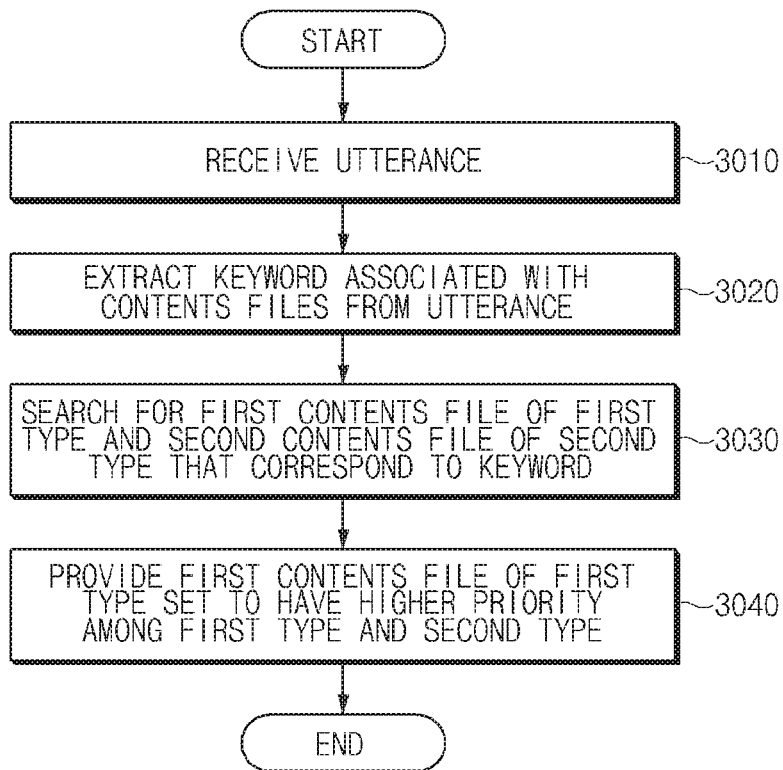 START
RECEIVE UTTERANCE
3010
EXTRACT KEYWORD ASSOCIATED WITH
CONTENTS FILES FROM UTTERANCE
3020
SEARCH FOR FIRST CONTENTS FILE OF FIRST
TYPE AND SECOND CONTENTS FILE OF SECOND
TYPE THAT CORRESPOND TO KEYWORD
3030
PROVIDE FIRST CONTENTS FILE OF FIRST
TYPE SET TO HAVE HIGHER PRIORITY
AMONG FIRST TYPE AND SECOND TYPE
3040
END